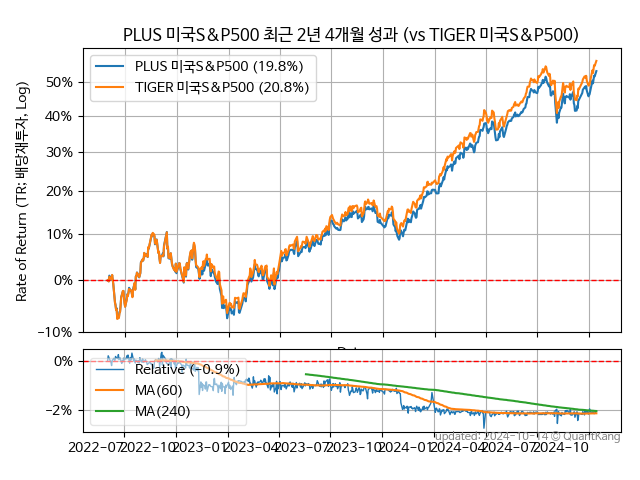 PLUS 미국S&P500 최근 2년 4개월 성과 (vs TIGER 미국S&P500)
PLUS 미국S&P500 (19.8%)
TIGER 미국S&P500 (20.8%)
Rate of Return (TR: 배당재투자, Log)
50%
40%
30%
20%
10%
0%
−10%
0%
−2%
Relative (−0.9%)
MA(60)
MA(240)
updated: 2024-10-14 © QuantKang
2022-07 2022-10 2023-01 2023-04 2023-07 2023-10 2024-01 2024-04 2024-07 2024-10